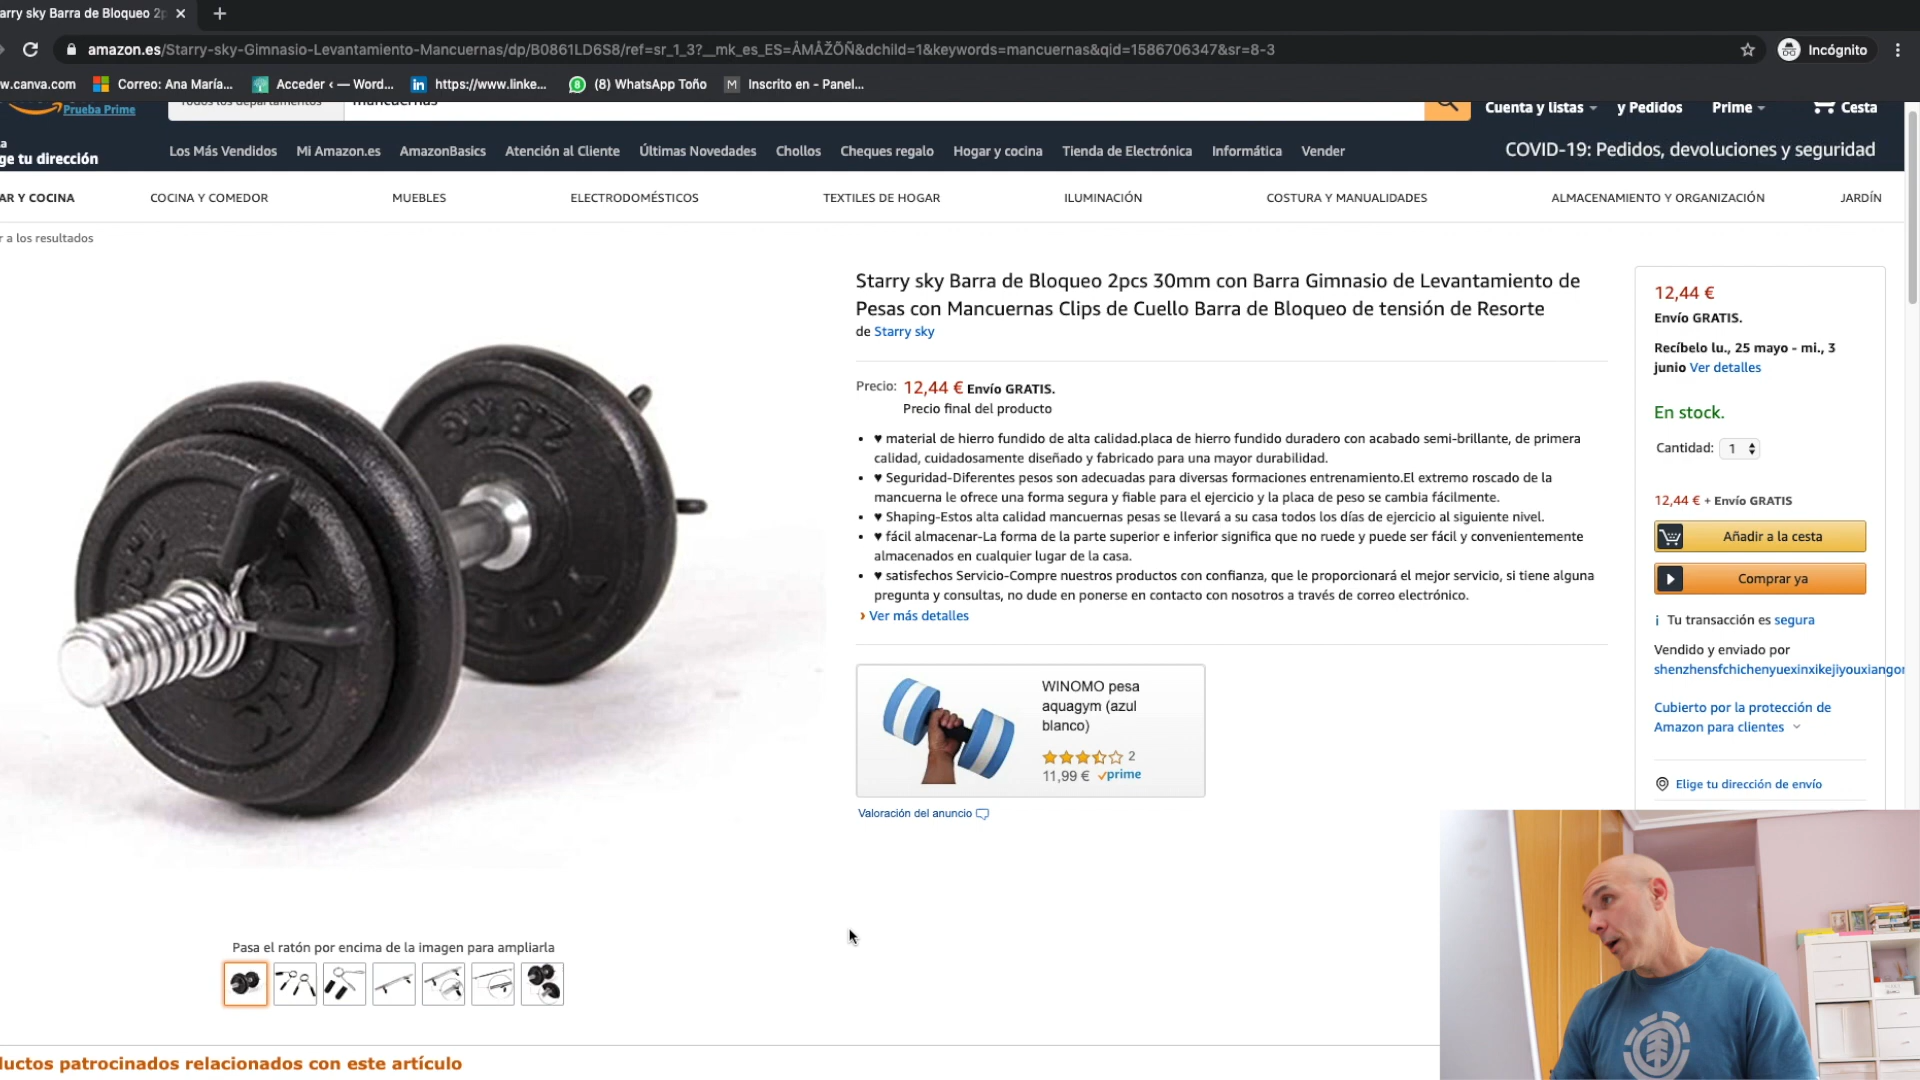 arry sky Barra de Bloqueo 2p
amazon.es/Starry-sky-Gimnasio-Levantamiento-Mancuernas/dp/B0861LD6S8/ref=sr_1_3?__mk_es_ES=ÅMÅŽÕÑ&dchild=1&keywords=mancuernas&qid=1586706347&sr=8-3
Incógnito
w.canva.com
Correo: Ana María...
Acceder ‹ — Word...
https://www.linke...
(8) WhatsApp Toño
Inscrito en - Panel...
Prueba Prime
Todos los departamentos
mancuernas
Cuenta y listas
y Pedidos
Prime
Cesta
ge tu dirección
Los Más Vendidos
Mi Amazon.es
AmazonBasics
Atención al Cliente
Últimas Novedades
Chollos
Cheques regalo
Hogar y cocina
Tienda de Electrónica
Informática
Vender
COVID-19: Pedidos, devoluciones y seguridad
AR Y COCINA
COCINA Y COMEDOR
MUEBLES
ELECTRODOMÉSTICOS
TEXTILES DE HOGAR
ILUMINACIÓN
COSTURA Y MANUALIDADES
ALMACENAMIENTO Y ORGANIZACIÓN
JARDÍN
r a los resultados
Starry sky Barra de Bloqueo 2pcs 30mm con Barra Gimnasio de Levantamiento de
Pesas con Mancuernas Clips de Cuello Barra de Bloqueo de tensión de Resorte
de Starry sky
Precio: 12,44 € Envío GRATIS.
Precio final del producto
• ♥ material de hierro fundido de alta calidad.placa de hierro fundido duradero con acabado semi-brillante, de primera
calidad, cuidadosamente diseñado y fabricado para una mayor durabilidad.
• ♥ Seguridad-Diferentes pesos son adecuadas para diversas formaciones entrenamiento.El extremo roscado de la
mancuerna le ofrece una forma segura y fiable para el ejercicio y la placa de peso se cambia fácilmente.
• ♥ Shaping-Estos alta calidad mancuernas pesas se llevará a su casa todos los días de ejercicio al siguiente nivel.
• ♥ fácil almacenar-La forma de la parte superior e inferior significa que no ruede y puede ser fácil y convenientemente
almacenados en cualquier lugar de la casa.
• ♥ satisfechos Servicio-Compre nuestros productos con confianza, que le proporcionará el mejor servicio, si tiene alguna
pregunta y consultas, no dude en ponerse en contacto con nosotros a través de correo electrónico.
› Ver más detalles
WINOMO pesa
aquagym (azul
blanco)
2
11,99 € prime
Valoración del anuncio
12,44 €
Envío GRATIS.
Recíbelo lu., 25 mayo - mi., 3
junio Ver detalles
En stock.
Cantidad: 1
12,44 € + Envío GRATIS
Añadir a la cesta
Comprar ya
Tu transacción es segura
Vendido y enviado por
shenzhensfchichenyuexinxikejiyouxiangon
Cubierto por la protección de
Amazon para clientes
Elige tu dirección de envío
Pasa el ratón por encima de la imagen para ampliarla
ductos patrocinados relacionados con este artículo